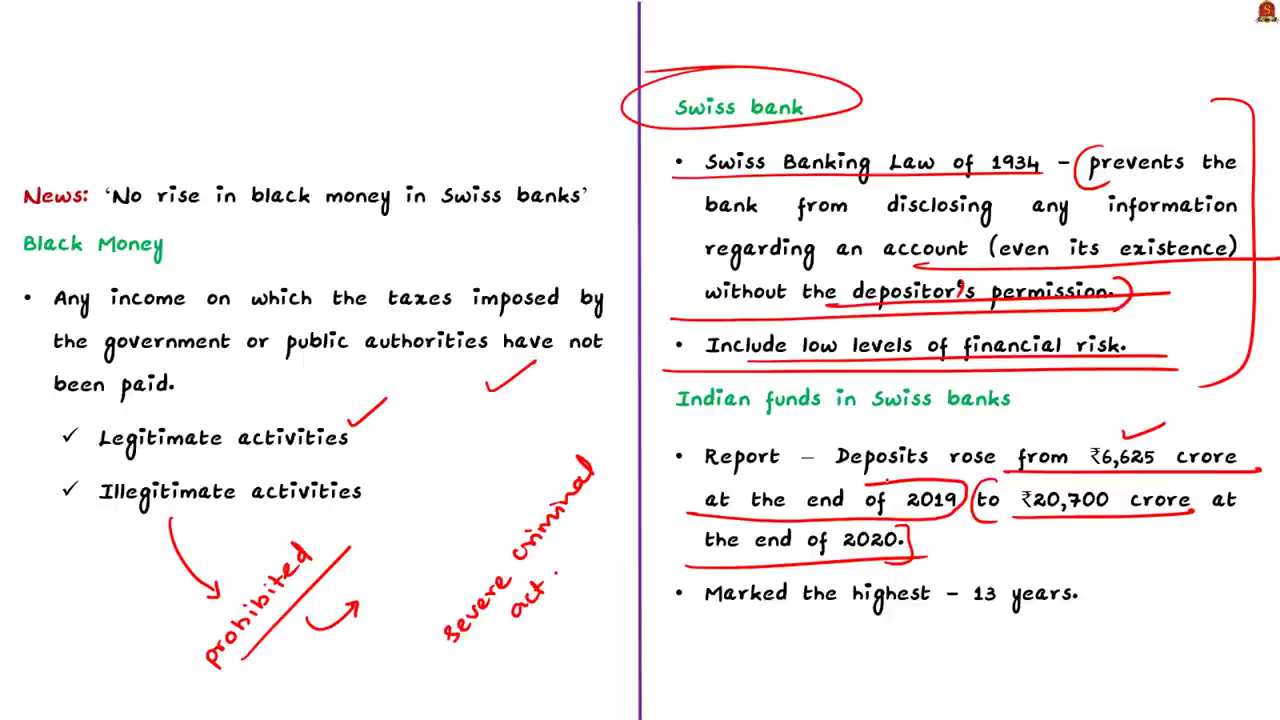 News: ‘No rise in black money in Swiss banks’
Black Money
• Any income on which the taxes imposed by
the government or public authorities have not
been paid.
✓ Legitimate activities
✓ Illegitimate activities
prohibited
severe criminal
act.
Swiss bank
• Swiss Banking Law of 1934 - prevents the
bank from disclosing any information
regarding an account (even its existence)
without the depositor’s permission.
• Include low levels of financial risk.
Indian funds in Swiss banks
• Report – Deposits rose from ₹6,625 crore
at the end of 2019 to ₹20,700 crore at
the end of 2020.
• Marked the highest - 13 years.